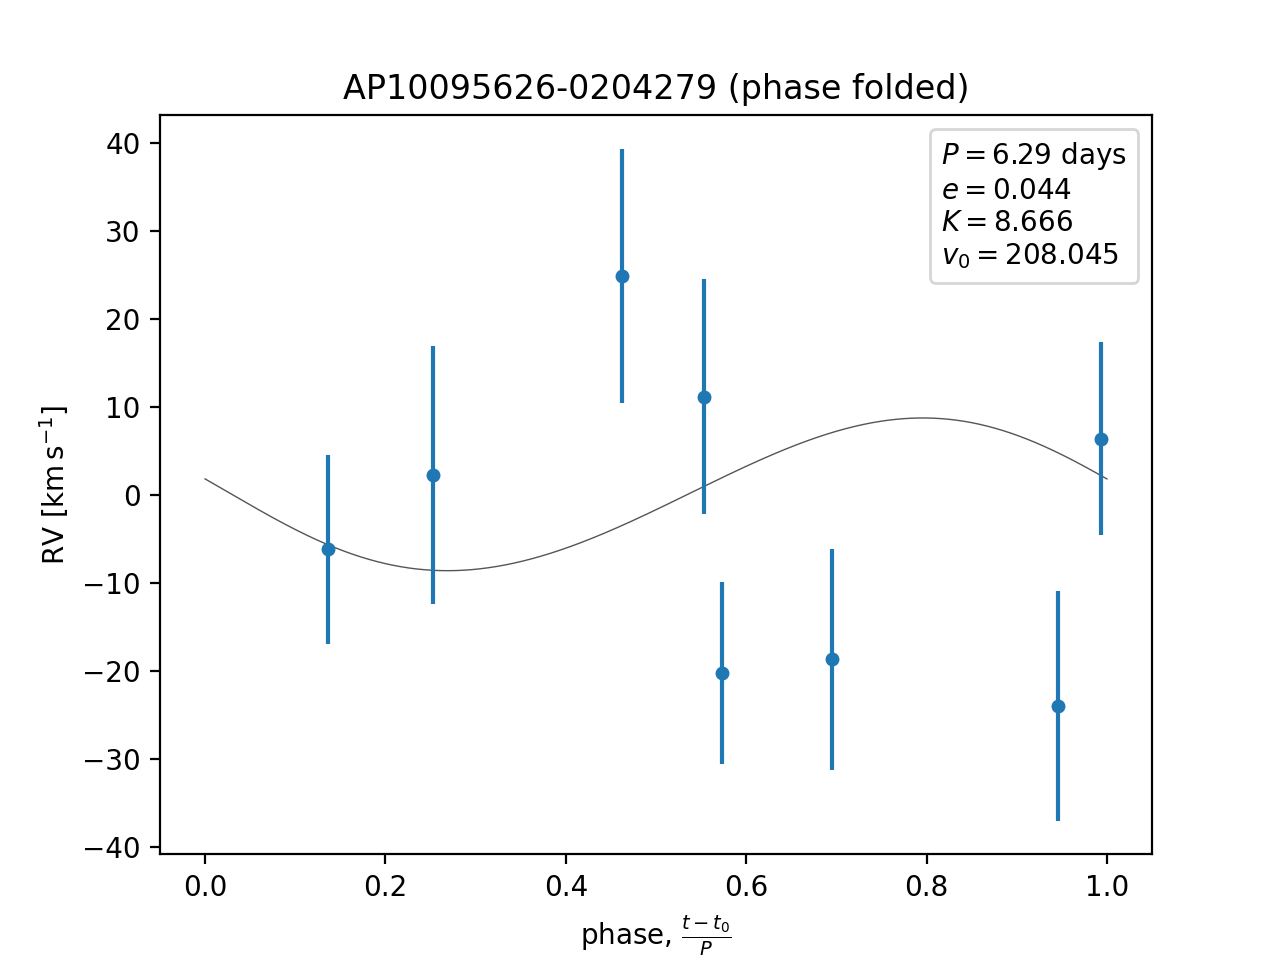 AP10095626-0204279 (phase folded)
P = 6.29 days
e = 0.044
K = 8.666
v₀ = 208.045
40
30
20
10
0
−10
−20
−30
−40
RV [km s⁻¹]
0.0 0.2 0.4 0.6 0.8 1.0
phase, (t − t₀)/P